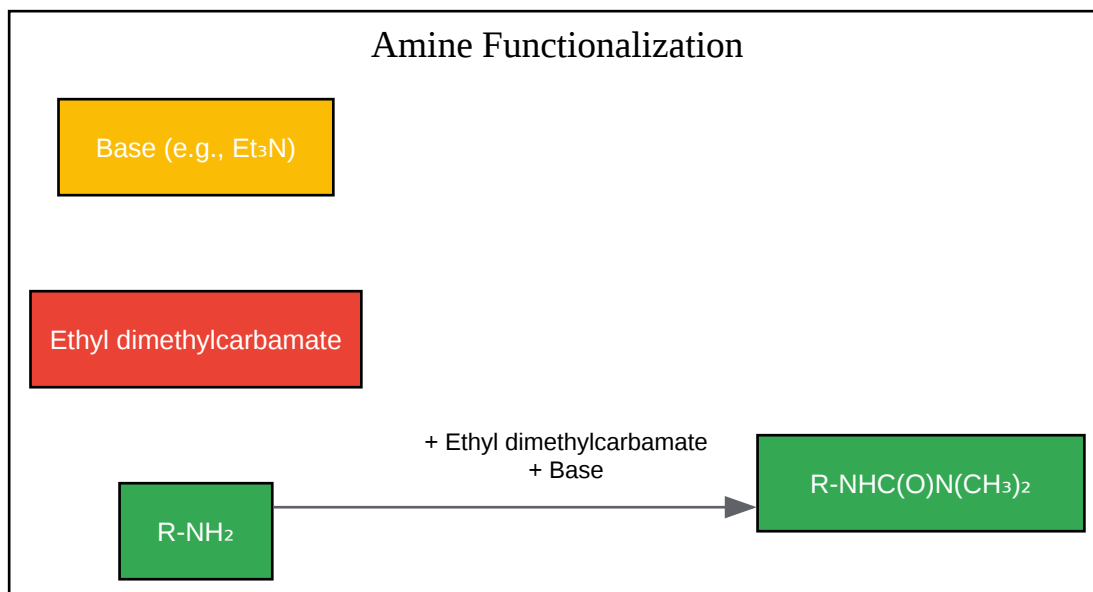 Amine Functionalization
Base (e.g., Et₃N)
Ethyl dimethylcarbamate
+ Ethyl dimethylcarbamate
+ Base
R-NHC(O)N(CH₃)₂
R-NH₂